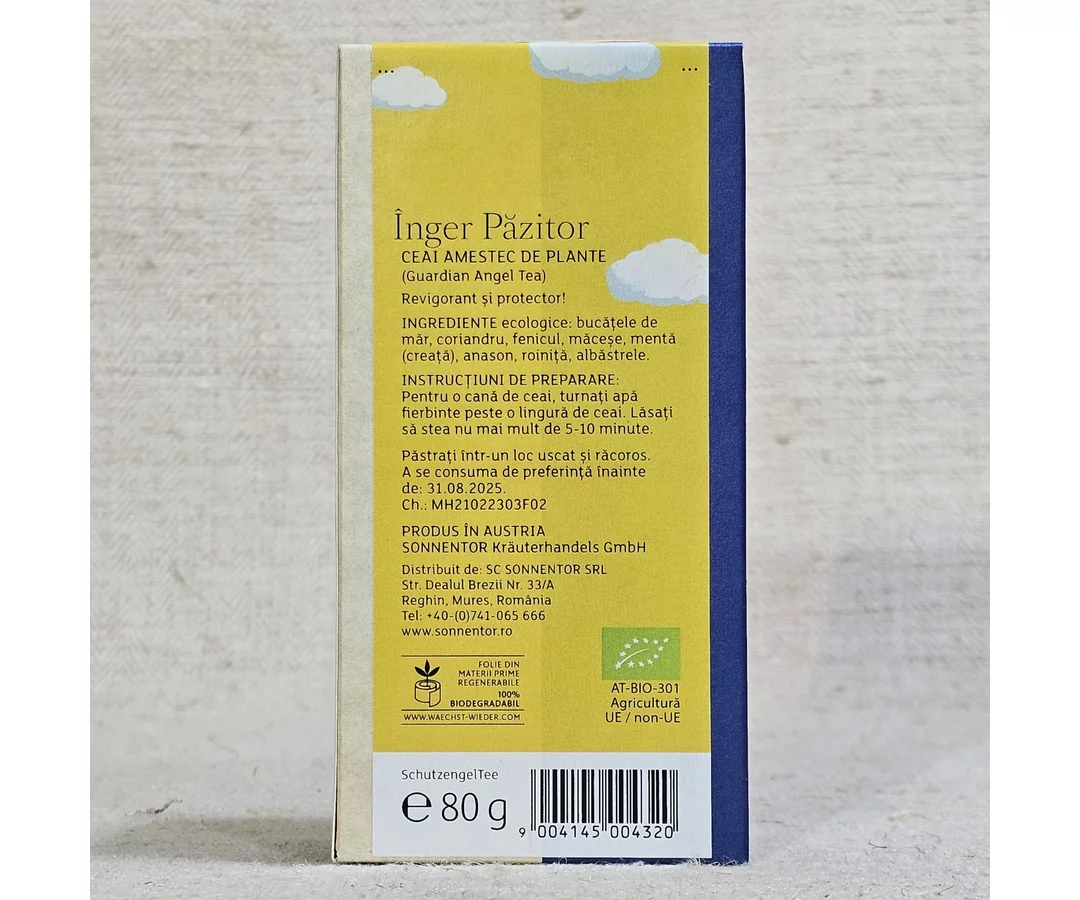 Înger Păzitor
CEAI AMESTEC DE PLANTE
(Guardian Angel Tea)
Revigorant și protector!
INGREDIENTE ecologice: bucățele de
măr, coriandru, fenicul, măceșe, mentă
(creață), anason, roiniță, albăstrele.
INSTRUCȚIUNI DE PREPARARE:
Pentru o cană de ceai, turnați apă
fierbinte peste o lingură de ceai. Lăsați
să stea nu mai mult de 5-10 minute.
Păstrați într-un loc uscat și răcoros.
A se consuma de preferință înainte
de: 31.08.2025.
Ch.: MH21022303F02
PRODUS ÎN AUSTRIA
SONNENTOR Kräuterhandels GmbH
Distribuit de: SC SONNENTOR SRL
Str. Dealul Brezii Nr. 33/A
Reghin, Mures, România
Tel: +40-(0)741-065 666
www.sonnentor.ro
FOLIE DIN
MATERII PRIME
REGENERABILE
100%
BIODEGRADABIL
WWW.WAECHST-WIEDER.COM
AT-BIO-301
Agricultură
UE / non-UE
SchutzengelTee
℮ 80 g
9 004145 004320